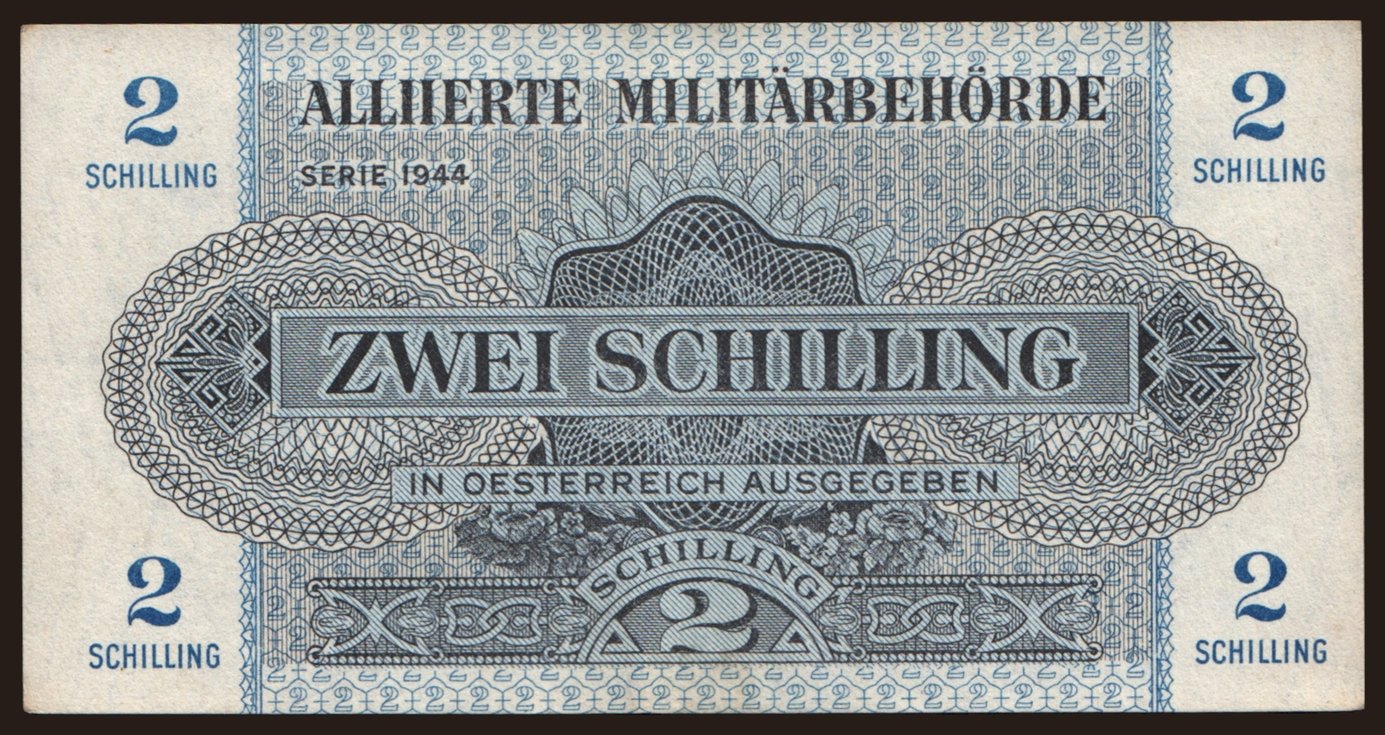 ALLIIERTE MILITÄRBEHÖRDE
SERIE 1944
2
SCHILLING
2
SCHILLING
ZWEI SCHILLING
IN OESTERREICH AUSGEGEBEN
SCHILLING
2
2
SCHILLING
2
SCHILLING